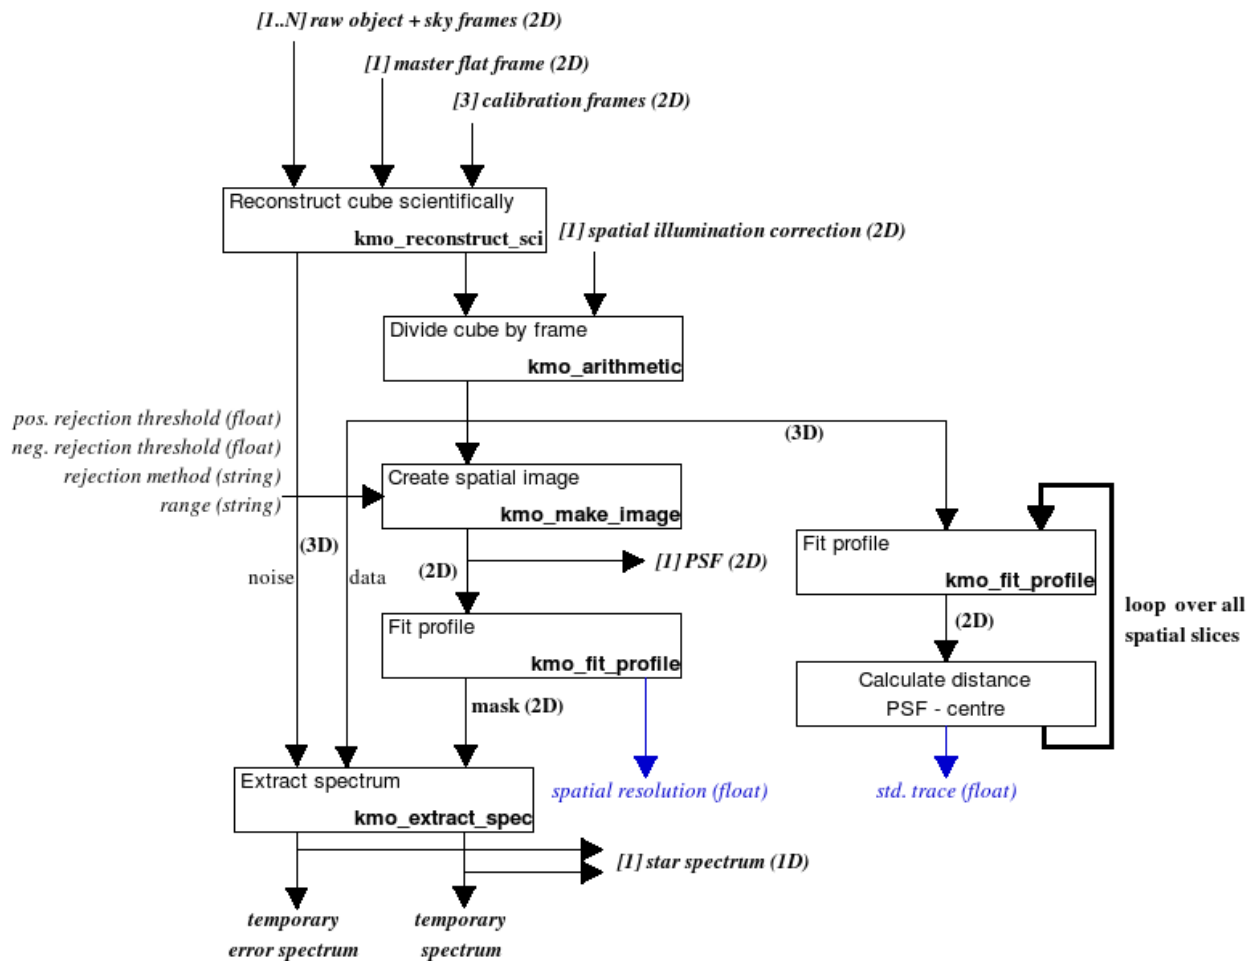 [1..N] raw object + sky frames (2D)
[1] master flat frame (2D)
[3] calibration frames (2D)
Reconstruct cube scientifically
kmo_reconstruct_sci
[1] spatial illumination correction (2D)
Divide cube by frame
kmo_arithmetic
pos. rejection threshold (float)
neg. rejection threshold (float)
rejection method (string)
range (string)
(3D)
Create spatial image
kmo_make_image
(3D)
noise
data
(2D)
[1] PSF (2D)
Fit profile
kmo_fit_profile
(2D)
loop over all
spatial slices
Fit profile
kmo_fit_profile
Calculate distance
PSF - centre
mask (2D)
Extract spectrum
kmo_extract_spec
spatial resolution (float)
std. trace (float)
[1] star spectrum (1D)
temporary
error spectrum
temporary
spectrum